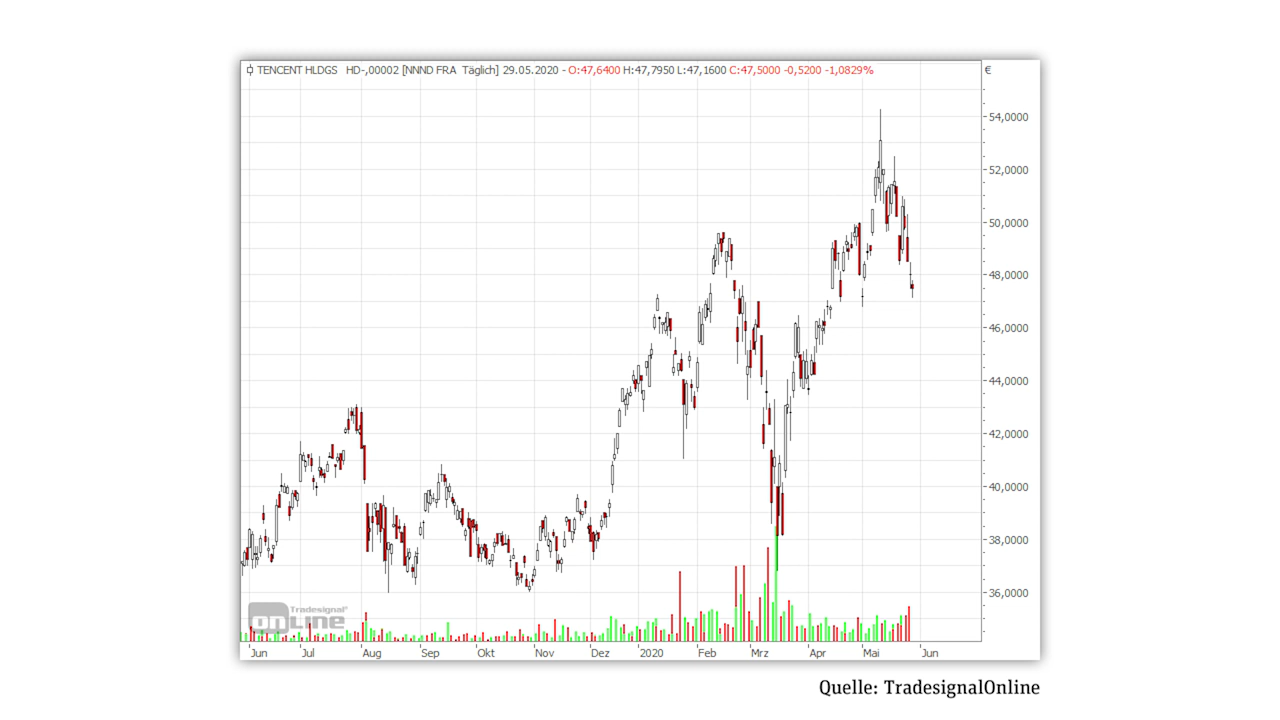 TENCENT HLDGS HD-,00002 [NNND FRA Täglich] 29.05.2020 - O:47,6400 H:47,7950 L:47,1600 C:47,5000 -0,5200 -1,0829% €
54,0000
52,0000
50,0000
48,0000
46,0000
44,0000
42,0000
40,0000
38,0000
36,0000
Tradesignal®
onLine
Jun Jul Aug Sep Okt Nov Dez 2020 Feb Mrz Apr Mai Jun
Quelle: TradesignalOnline